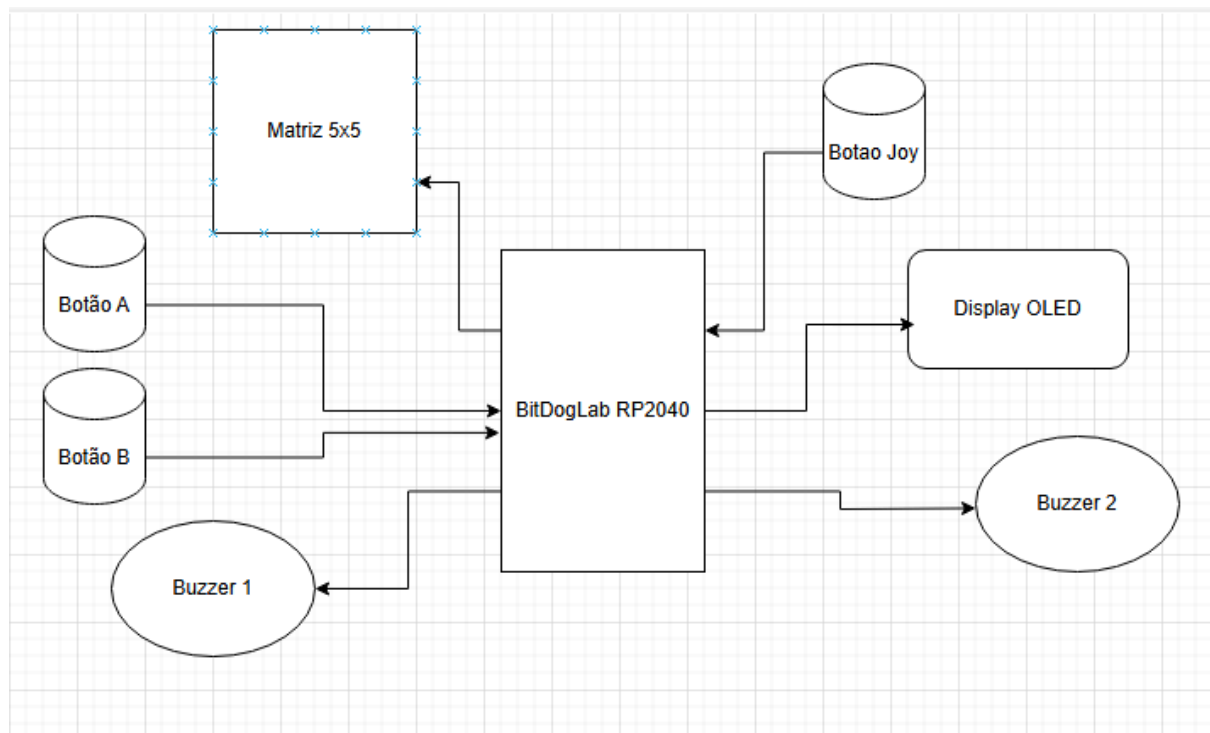 Matriz 5x5
Botao Joy
Botão A
Display OLED
BitDogLab RP2040
Botão B
Buzzer 2
Buzzer 1